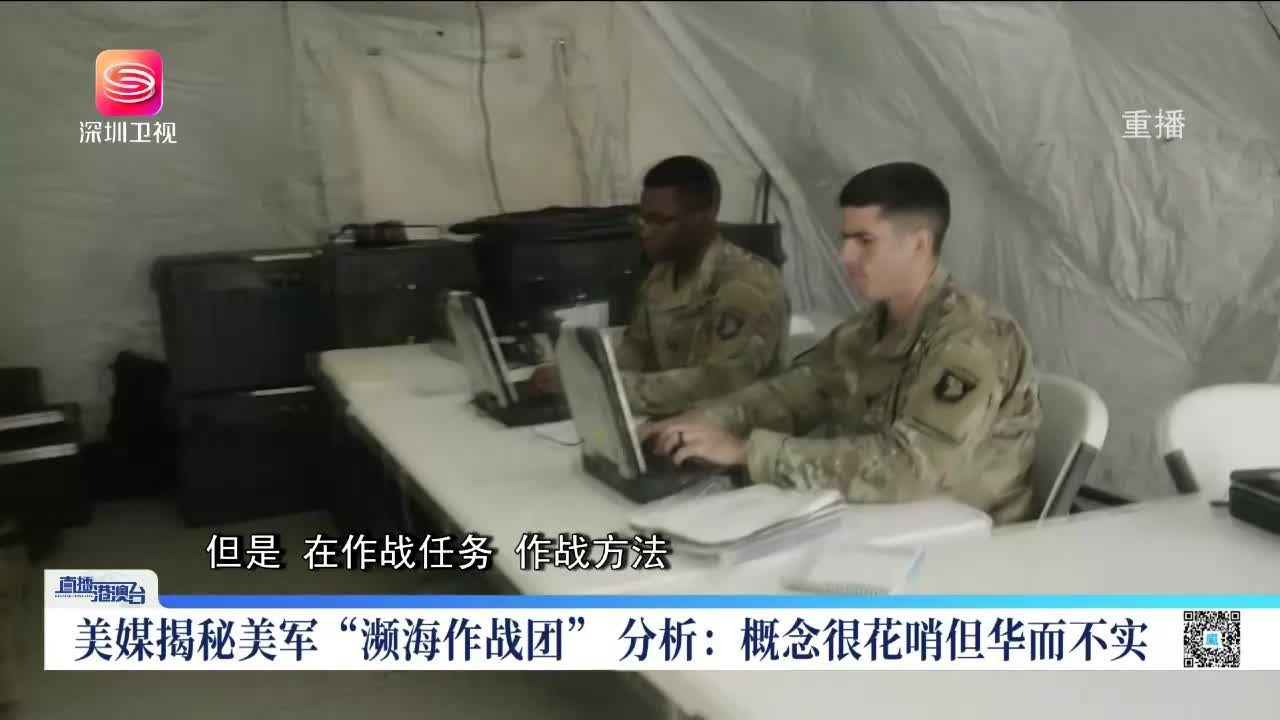 深圳卫视
重播
但是 在作战任务 作战方法
直播港澳台
美媒揭秘美军“濒海作战团” 分析：概念很花哨但华而不实